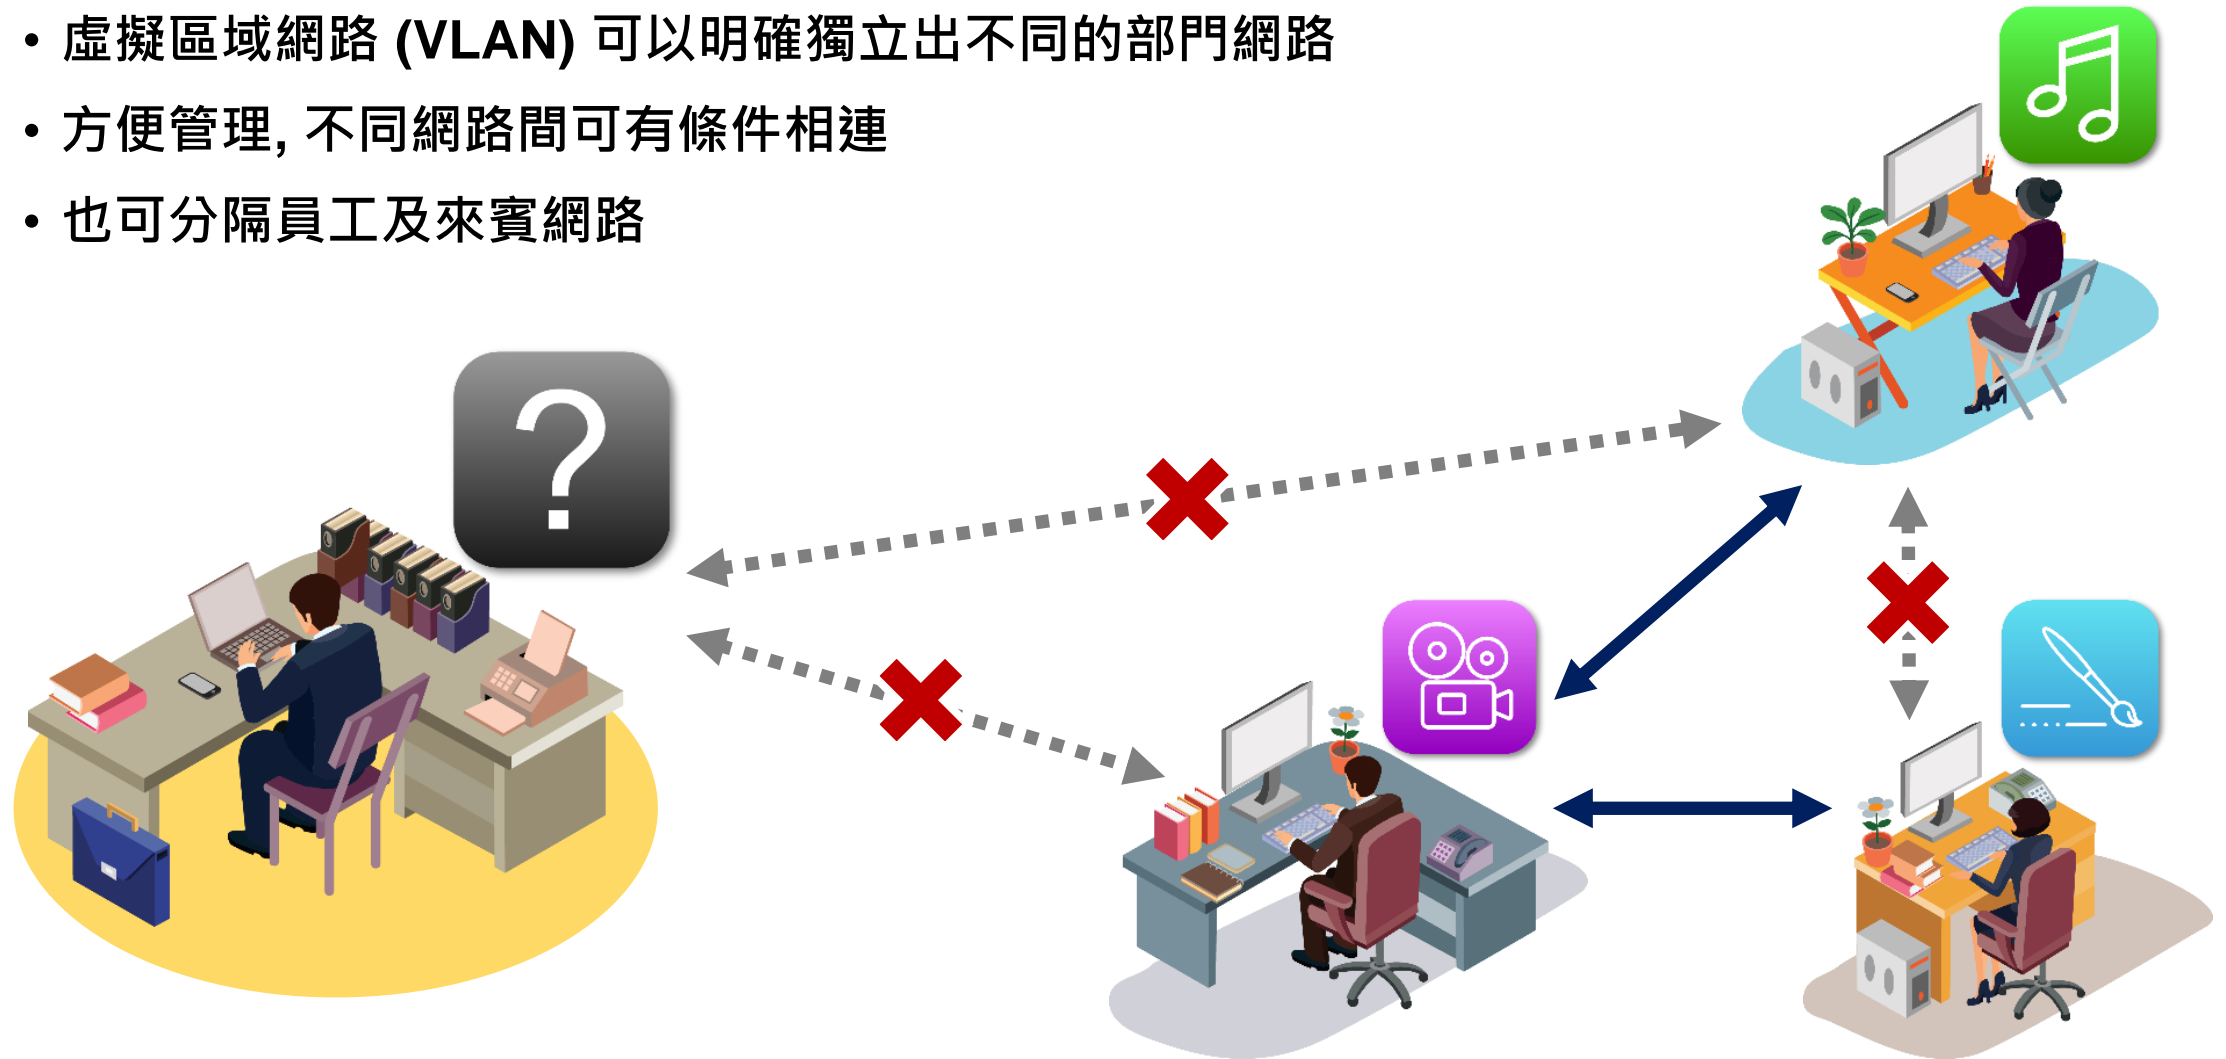 • 虛擬區域網路 (VLAN) 可以明確獨立出不同的部門網路
• 方便管理, 不同網路間可有條件相連
• 也可分隔員工及來賓網路
?